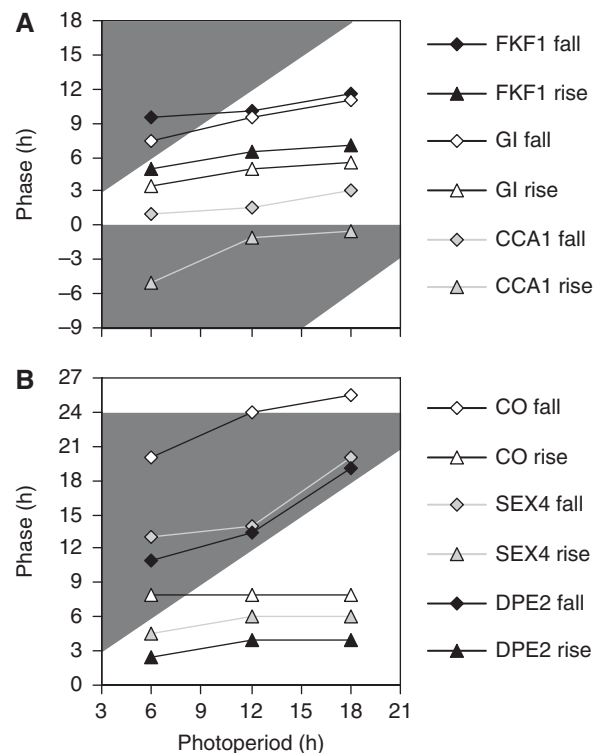 A
18
15
12
9
6
3
0
−3
−6
−9
Phase (h)
FKF1 fall
FKF1 rise
GI fall
GI rise
CCA1 fall
CCA1 rise
B
27
24
21
18
15
12
9
6
3
0
Phase (h)
3 6 9 12 15 18 21
Photoperiod (h)
CO fall
CO rise
SEX4 fall
SEX4 rise
DPE2 fall
DPE2 rise